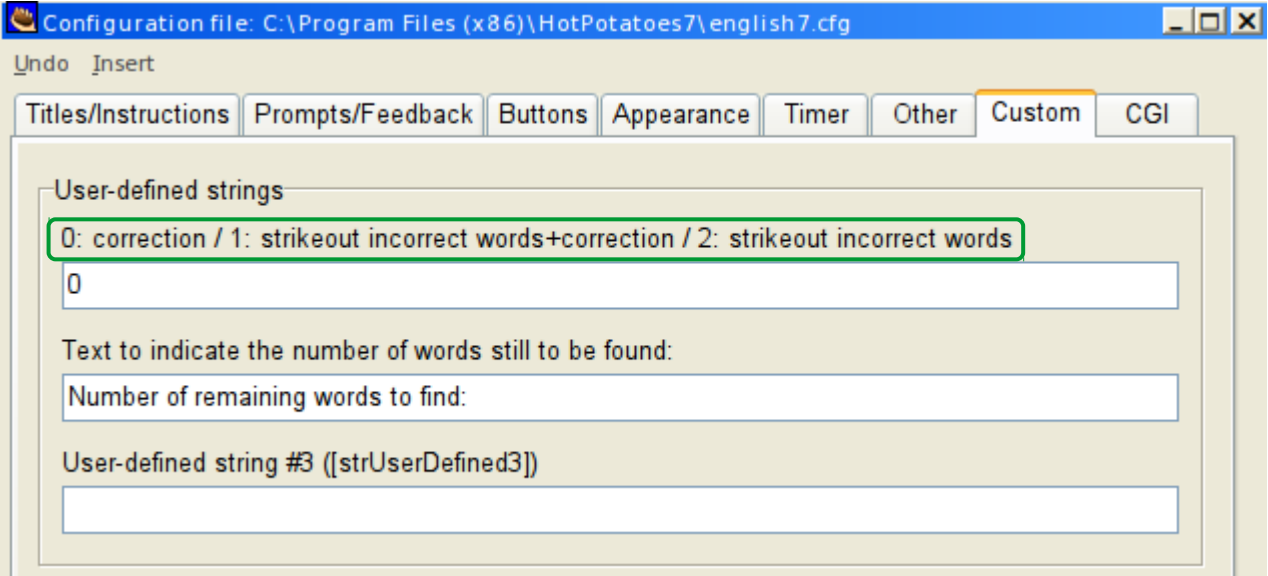 Configuration file: C:\Program Files (x86)\HotPotatoes7\english7.cfg
Undo Insert
Titles/Instructions Prompts/Feedback Buttons Appearance Timer Other Custom CGI
User-defined strings
0: correction / 1: strikeout incorrect words+correction / 2: strikeout incorrect words
0
Text to indicate the number of words still to be found:
Number of remaining words to find:
User-defined string #3 ([strUserDefined3])